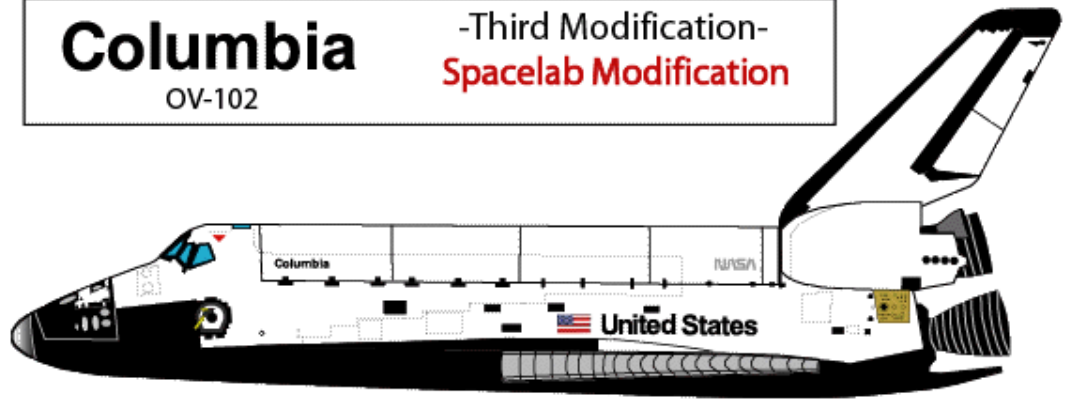 Columbia
OV-102
-Third Modification-
Spacelab Modification
Columbia
NASA
United States